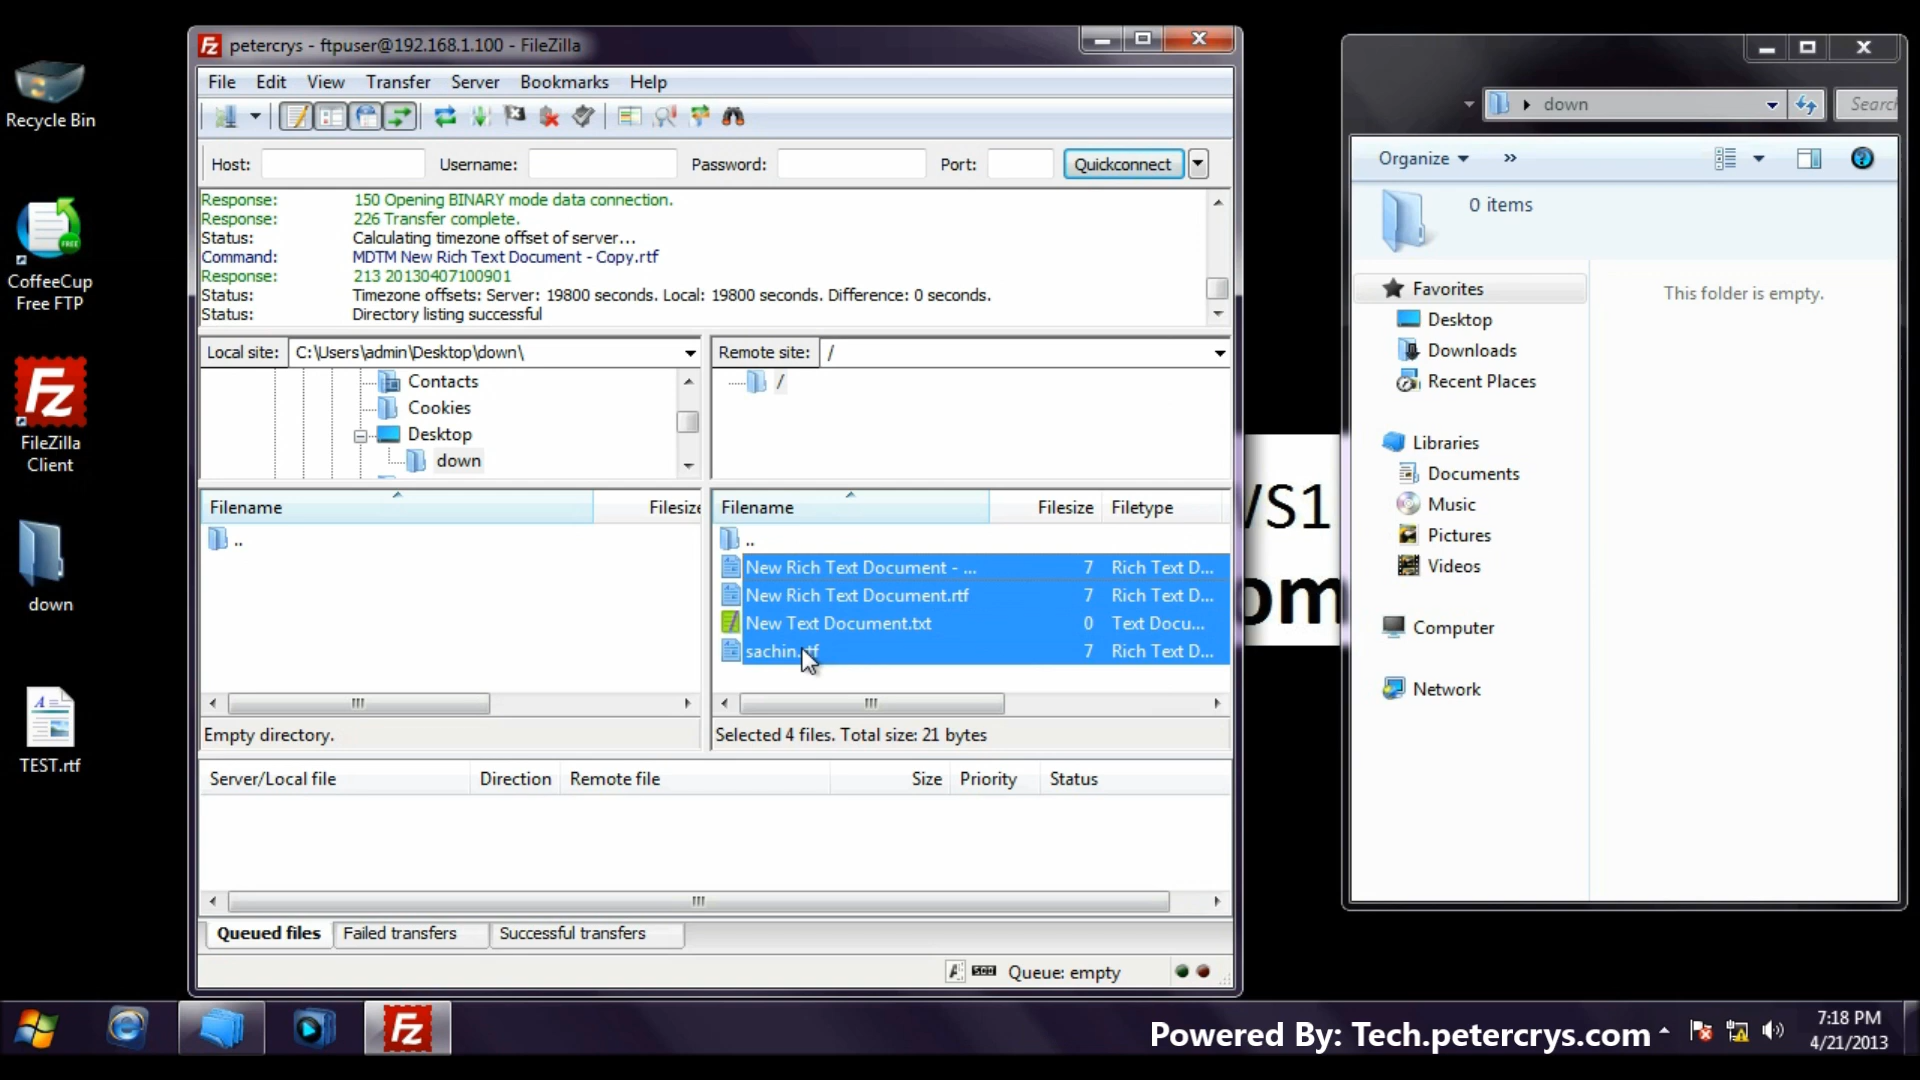 Recycle Bin
CoffeeCup
Free FTP
FileZilla
Client
down
TEST.rtf
petercrys - ftpuser@192.168.1.100 - FileZilla
File Edit View Transfer Server Bookmarks Help
Host: Username: Password: Port: Quickconnect
Response: 150 Opening BINARY mode data connection.
Response: 226 Transfer complete.
Status: Calculating timezone offset of server...
Command: MDTM New Rich Text Document - Copy.rtf
Response: 213 20130407100901
Status: Timezone offsets: Server: 19800 seconds. Local: 19800 seconds. Difference: 0 seconds.
Status: Directory listing successful
Local site: C:\Users\admin\Desktop\down\
Contacts
Cookies
Desktop
down
Remote site: /
/
Filename Filesize
..
Empty directory.
Filename Filesize Filetype
..
New Rich Text Document - ... 7 Rich Text D...
New Rich Text Document.rtf 7 Rich Text D...
New Text Document.txt 0 Text Docu...
sachin.rtf 7 Rich Text D...
Selected 4 files. Total size: 21 bytes
Server/Local file Direction Remote file Size Priority Status
Queued files Failed transfers Successful transfers
Queue: empty
VS1
om
down
Search
Organize »
0 items
This folder is empty.
Favorites
Desktop
Downloads
Recent Places
Libraries
Documents
Music
Pictures
Videos
Computer
Network
Powered By: Tech.petercrys.com
7:18 PM
4/21/2013